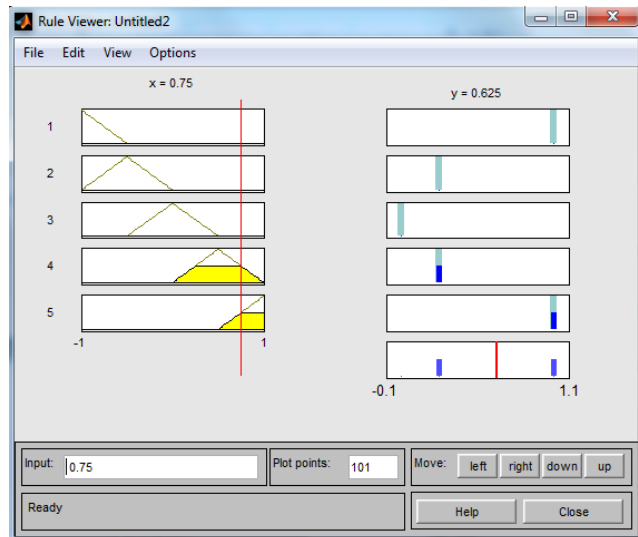 Rule Viewer: Untitled2
File Edit View Options
x = 0.75
y = 0.625
1
2
3
4
5
-1 1
-0.1 1.1
Input: 0.75 Plot points: 101 Move: left right down up
Ready Help Close